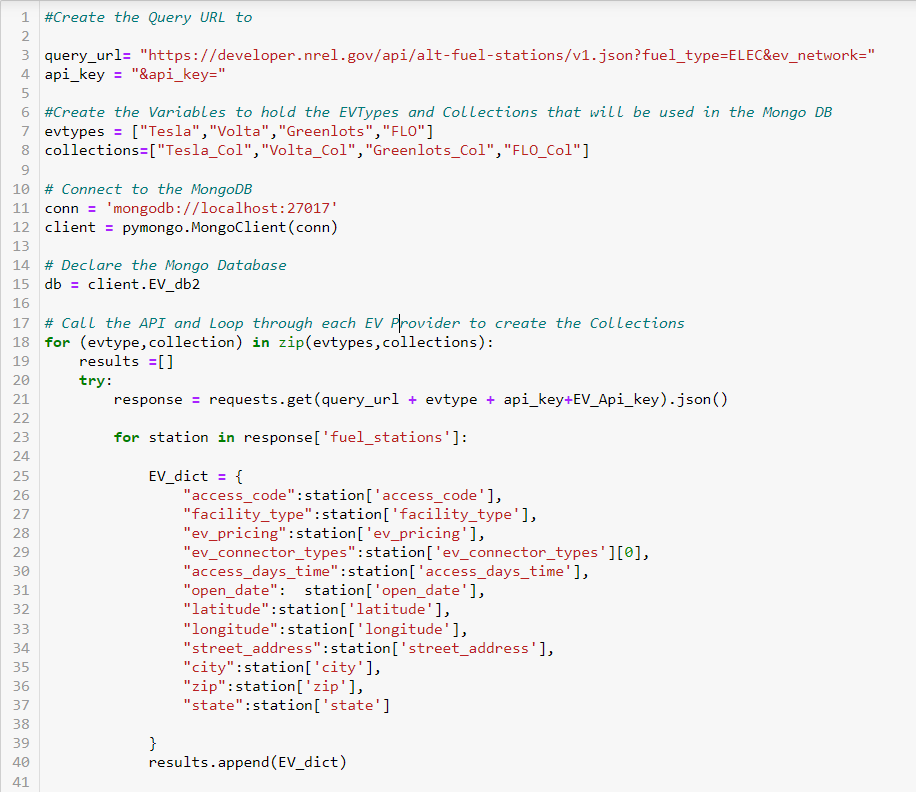 1 #Create the Query URL to
2
3 query_url= "https://developer.nrel.gov/api/alt-fuel-stations/v1.json?fuel_type=ELEC&ev_network="
4 api_key = "&api_key="
5
6 #Create the Variables to hold the EVTypes and Collections that will be used in the Mongo DB
7 evtypes = ["Tesla","Volta","Greenlots","FLO"]
8 collections=["Tesla_Col","Volta_Col","Greenlots_Col","FLO_Col"]
9
10 # Connect to the MongoDB
11 conn = 'mongodb://localhost:27017'
12 client = pymongo.MongoClient(conn)
13
14 # Declare the Mongo Database
15 db = client.EV_db2
16
17 # Call the API and Loop through each EV Provider to create the Collections
18 for (evtype,collection) in zip(evtypes,collections):
19     results =[]
20     try:
21         response = requests.get(query_url + evtype + api_key+EV_Api_key).json()
22
23         for station in response['fuel_stations']:
24
25             EV_dict = {
26                 "access_code":station['access_code'],
27                 "facility_type":station['facility_type'],
28                 "ev_pricing":station['ev_pricing'],
29                 "ev_connector_types":station['ev_connector_types'][0],
30                 "access_days_time":station['access_days_time'],
31                 "open_date":  station['open_date'],
32                 "latitude":station['latitude'],
33                 "longitude":station['longitude'],
34                 "street_address":station['street_address'],
35                 "city":station['city'],
36                 "zip":station['zip'],
37                 "state":station['state']
38
39             }
40             results.append(EV_dict)
41